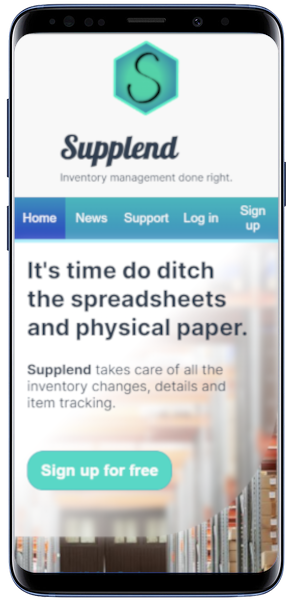 S
Supplend
Inventory management done right.
Home News Support Log in Sign up
It's time do ditch
the spreadsheets
and physical paper.
Supplend takes care of all the
inventory changes, details and
item tracking.
Sign up for free